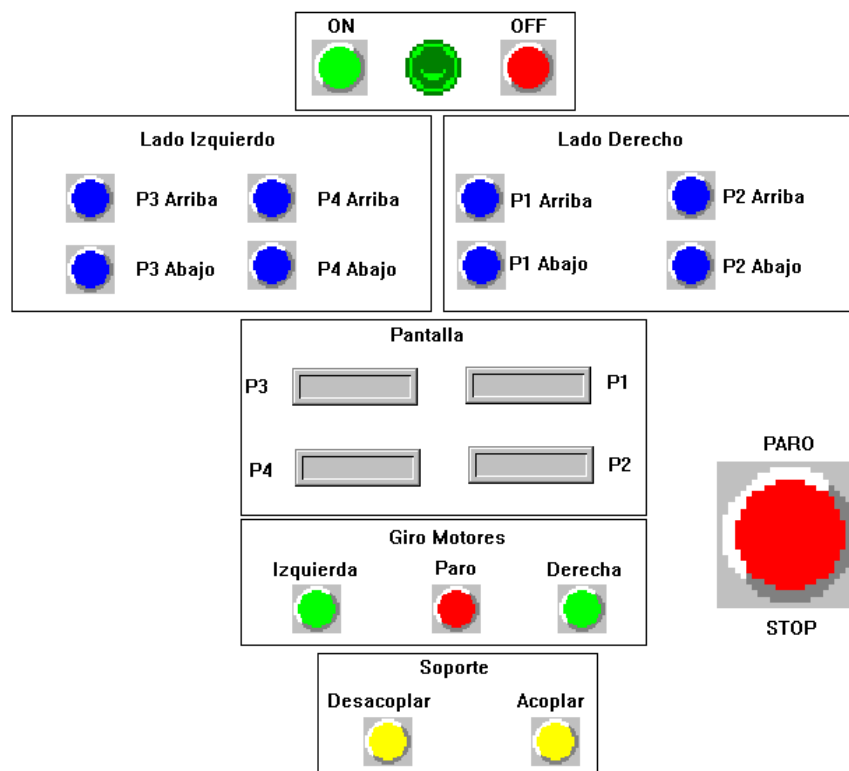 ON OFF
Lado Izquierdo
P3 Arriba P4 Arriba
P3 Abajo P4 Abajo
Lado Derecho
P1 Arriba P2 Arriba
P1 Abajo P2 Abajo
Pantalla
P3 P1
P4 P2
PARO
STOP
Giro Motores
Izquierda Paro Derecha
Soporte
Desacoplar Acoplar